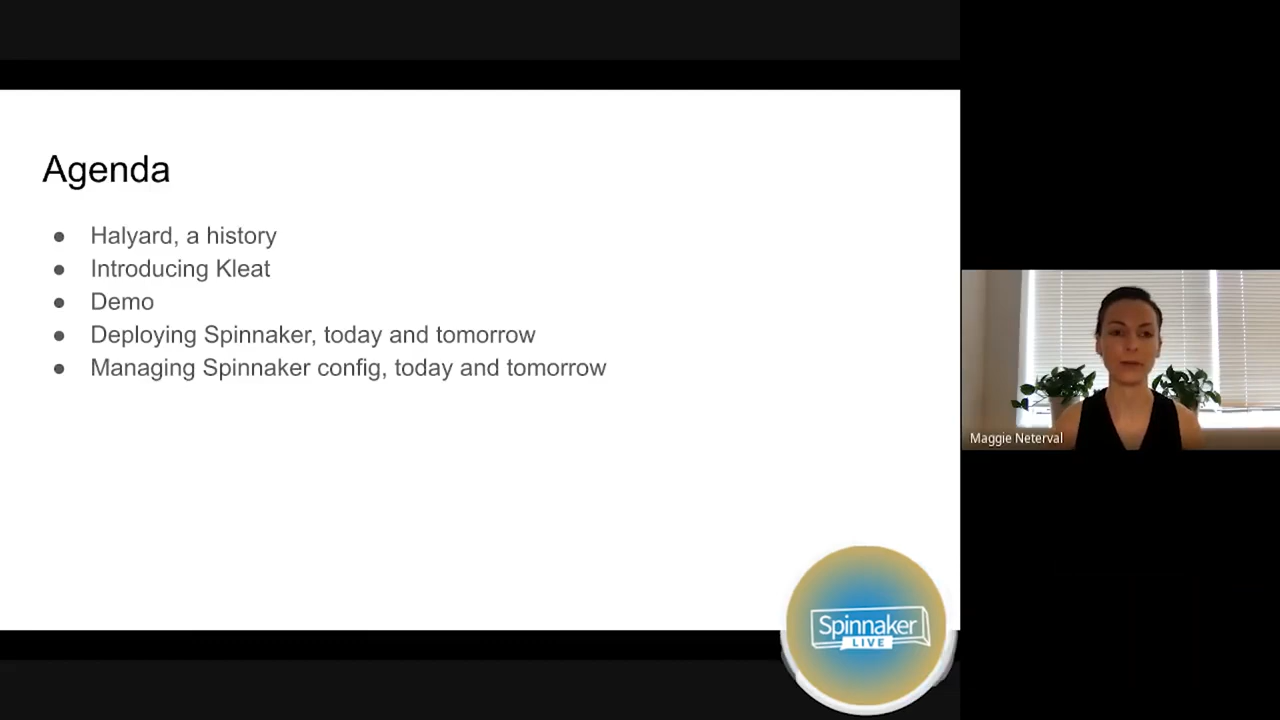 Agenda
● Halyard, a history
● Introducing Kleat
● Demo
● Deploying Spinnaker, today and tomorrow
● Managing Spinnaker config, today and tomorrow
Maggie Neterval
Spinnaker
LIVE